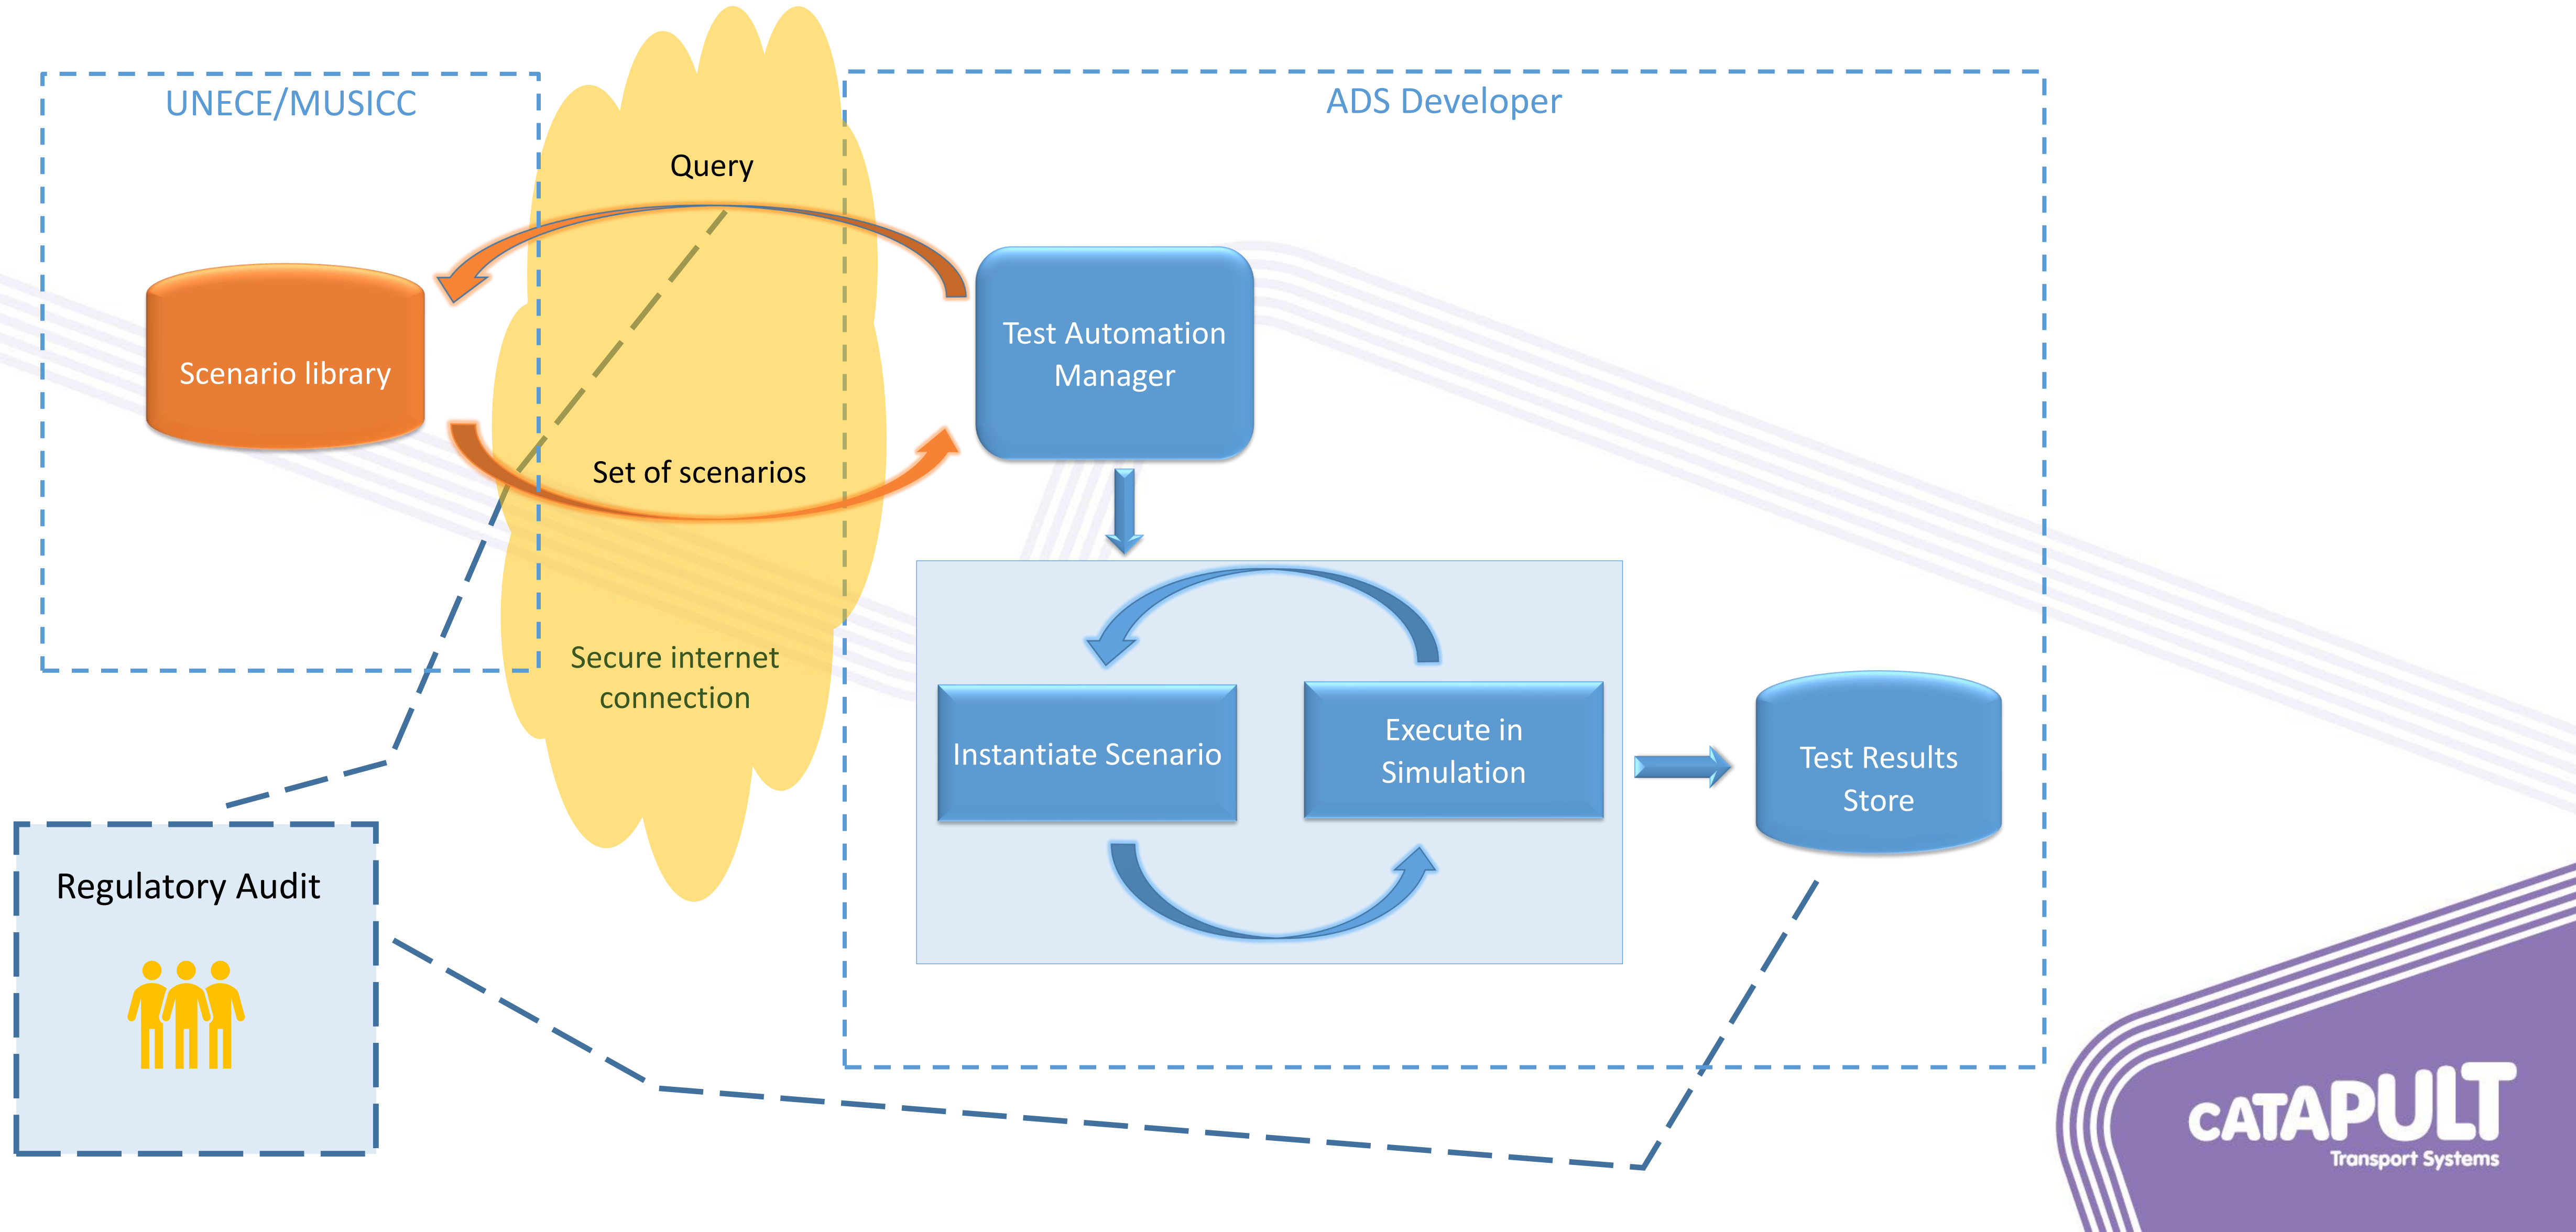 UNECE/MUSICC
ADS Developer
Query
Scenario library
Test Automation
Manager
Set of scenarios
Secure internet
connection
Instantiate Scenario
Execute in
Simulation
Test Results
Store
Regulatory Audit
CATAPULT
Transport Systems